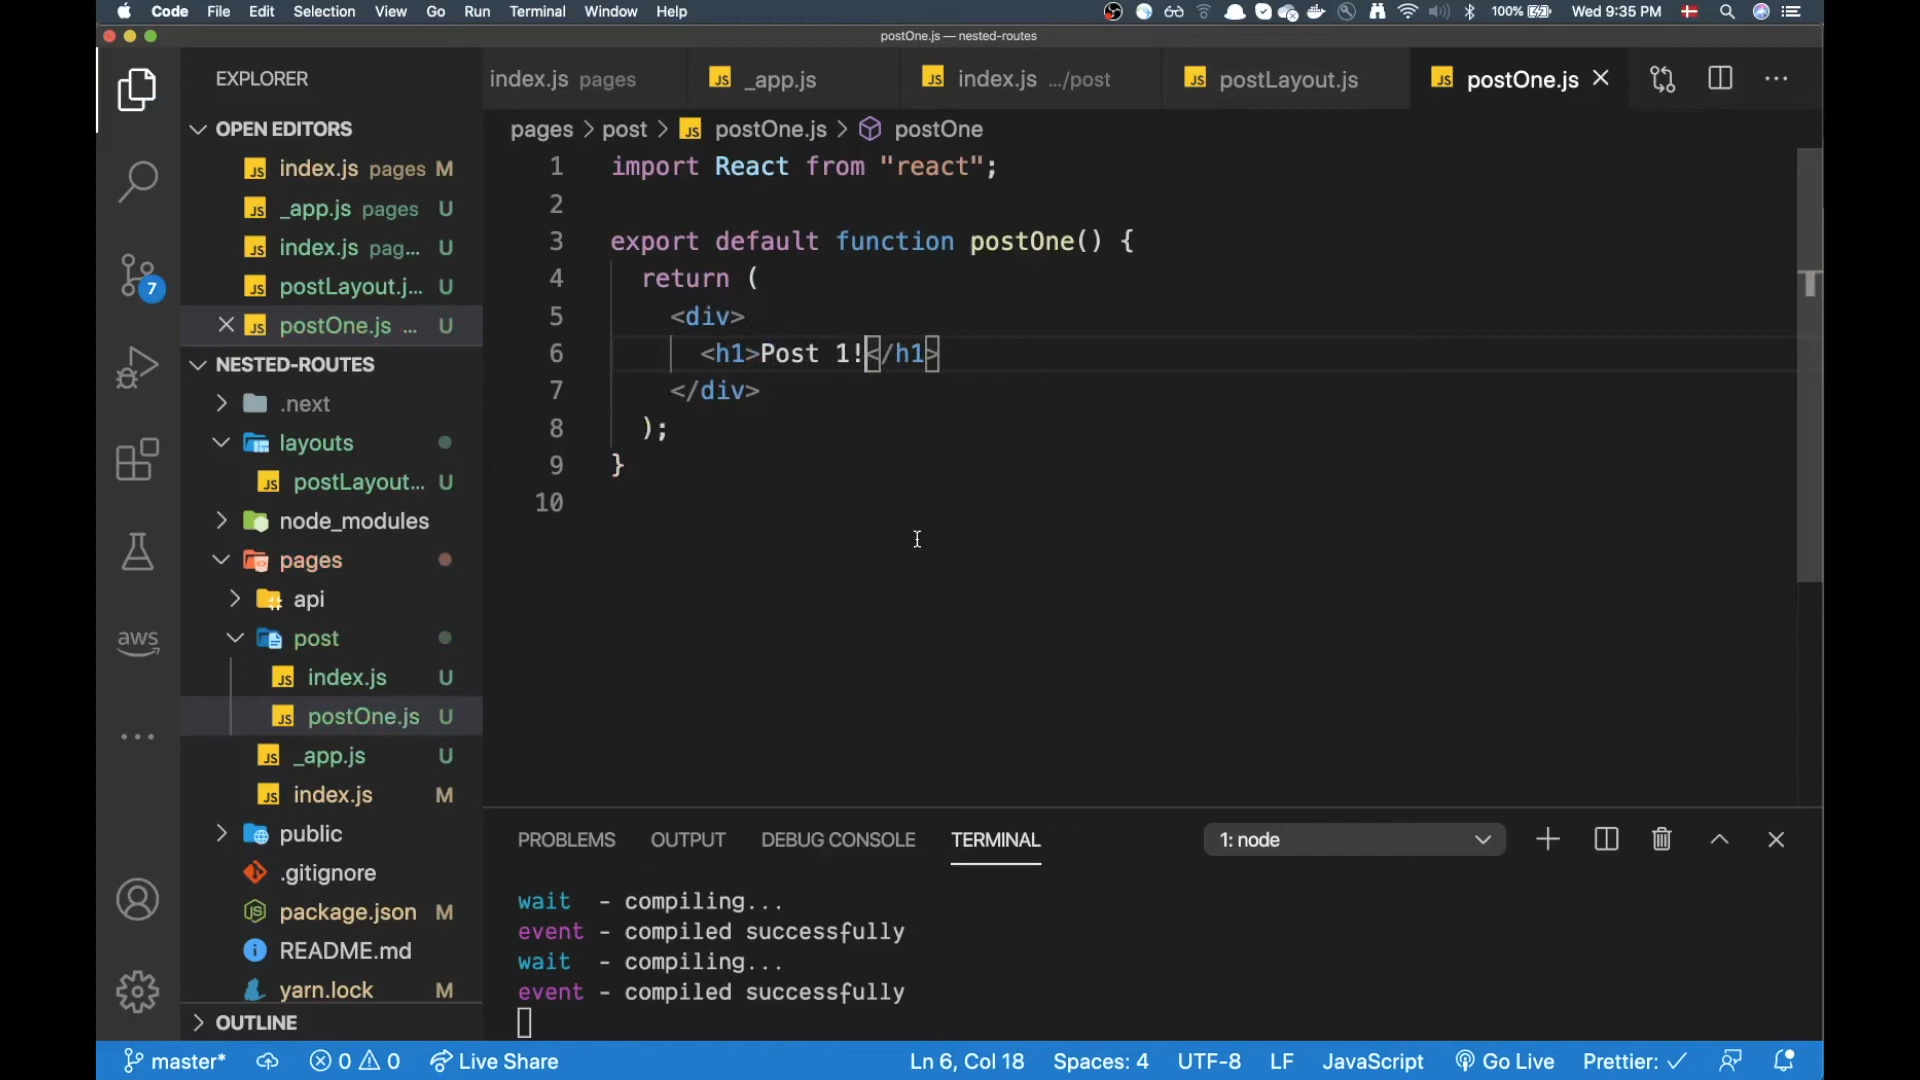 Code File Edit Selection View Go Run Terminal Window Help 100% Wed 9:35 PM
postOne.js — nested-routes
EXPLORER
index.js pages
_app.js
index.js .../post
postLayout.js
postOne.js
OPEN EDITORS
index.js pages M
_app.js pages U
index.js pag... U
postLayout.j... U
postOne.js ... U
NESTED-ROUTES
.next
layouts
postLayout... U
node_modules
pages
api
post
index.js U
postOne.js U
_app.js U
index.js M
public
.gitignore
package.json M
README.md
yarn.lock M
OUTLINE
7
aws
pages > post > JS postOne.js > postOne
1 import React from "react";
2
3 export default function postOne() {
4 return (
5 <div>
6 <h1>Post 1!</h1>
7 </div>
8 );
9 }
10
PROBLEMS OUTPUT DEBUG CONSOLE TERMINAL 1: node
wait - compiling...
event - compiled successfully
wait - compiling...
event - compiled successfully
master* 0 0 Live Share Ln 6, Col 18 Spaces: 4 UTF-8 LF JavaScript Go Live Prettier: ✓